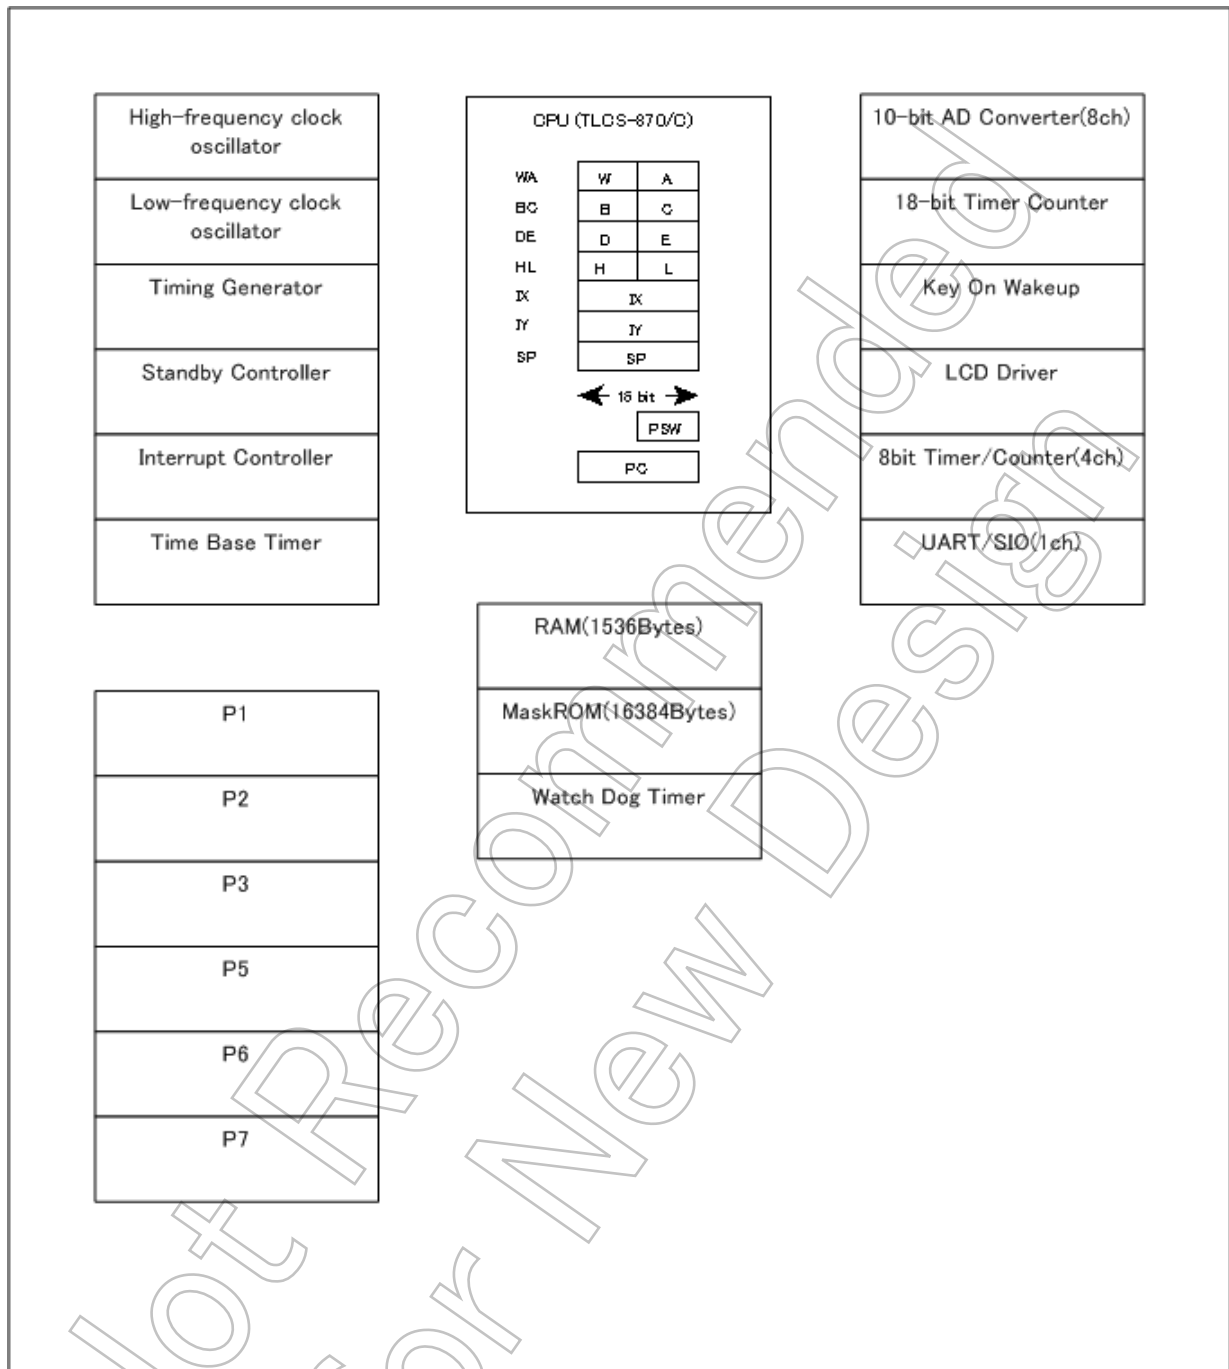 High-frequency clock
oscillator
Low-frequency clock
oscillator
Timing Generator
Standby Controller
Interrupt Controller
Time Base Timer
CPU (TLCS-870/C)
WA W A
BC B C
DE D E
HL H L
IX IX
IY IY
SP SP
16 bit
PSW
PC
10-bit AD Converter(8ch)
18-bit Timer Counter
Key On Wakeup
LCD Driver
8bit Timer/Counter(4ch)
UART/SIO(1ch)
RAM(1536Bytes)
MaskROM(16384Bytes)
Watch Dog Timer
P1
P2
P3
P5
P6
P7
Not Recommended
for New Design